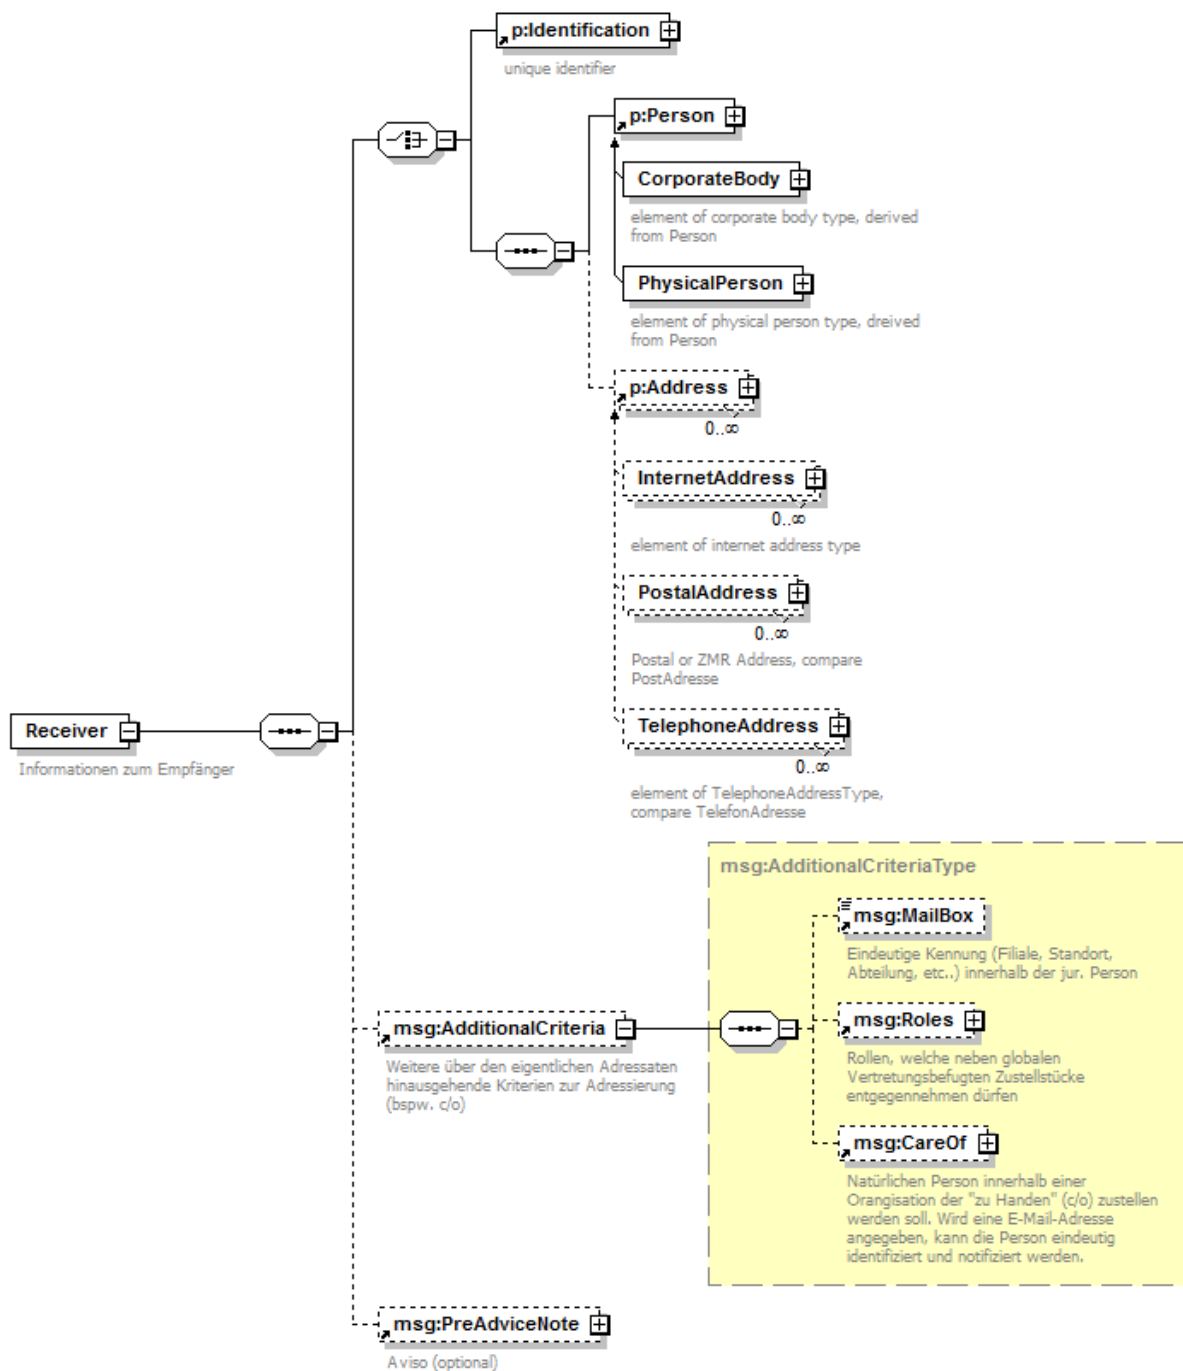 p:Identification
unique identifier
p:Person
CorporateBody
element of corporate body type, derived
from Person
PhysicalPerson
element of physical person type, dreived
from Person
p:Address
0..∞
InternetAddress
0..∞
element of internet address type
PostalAddress
0..∞
Postal or ZMR Address, compare
PostAdresse
Receiver
Informationen zum Empfänger
TelephoneAddress
0..∞
element of TelephoneAddressType,
compare TelefonAdresse
msg:AdditionalCriteriaType
msg:MailBox
Eindeutige Kennung (Filiale, Standort,
Abteilung, etc..) innerhalb der jur. Person
msg:AdditionalCriteria
Weitere über den eigentlichen Adressaten
hinausgehende Kriterien zur Adressierung
(bspw. c/o)
msg:Roles
Rollen, welche neben globalen
Vertretungsbefugten Zustellstücke
entgegennehmen dürfen
msg:CareOf
Natürlichen Person innerhalb einer
Orangisation der "zu Handen" (c/o) zustellen
werden soll. Wird eine E-Mail-Adresse
angegeben, kann die Person eindeutig
identifiziert und notifiziert werden.
msg:PreAdviceNote
Aviso (optional)